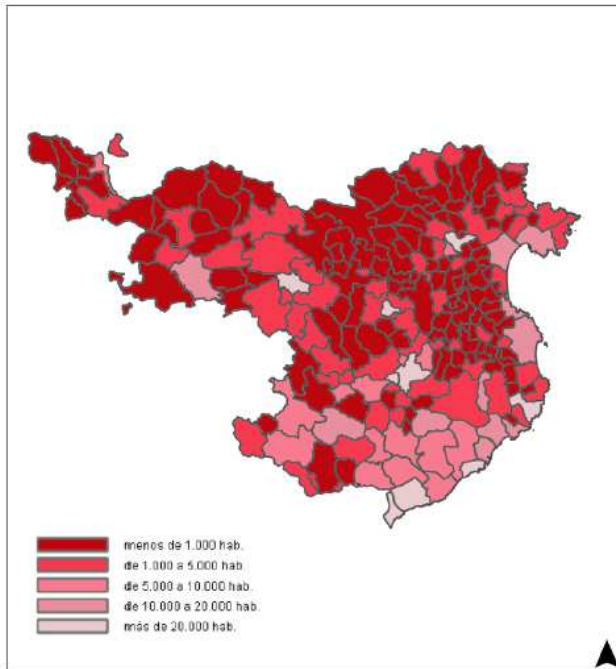 menos de 1.000 hab.
de 1.000 a 5.000 hab.
de 5.000 a 10.000 hab.
de 10.000 a 20.000 hab.
más de 20.000 hab.